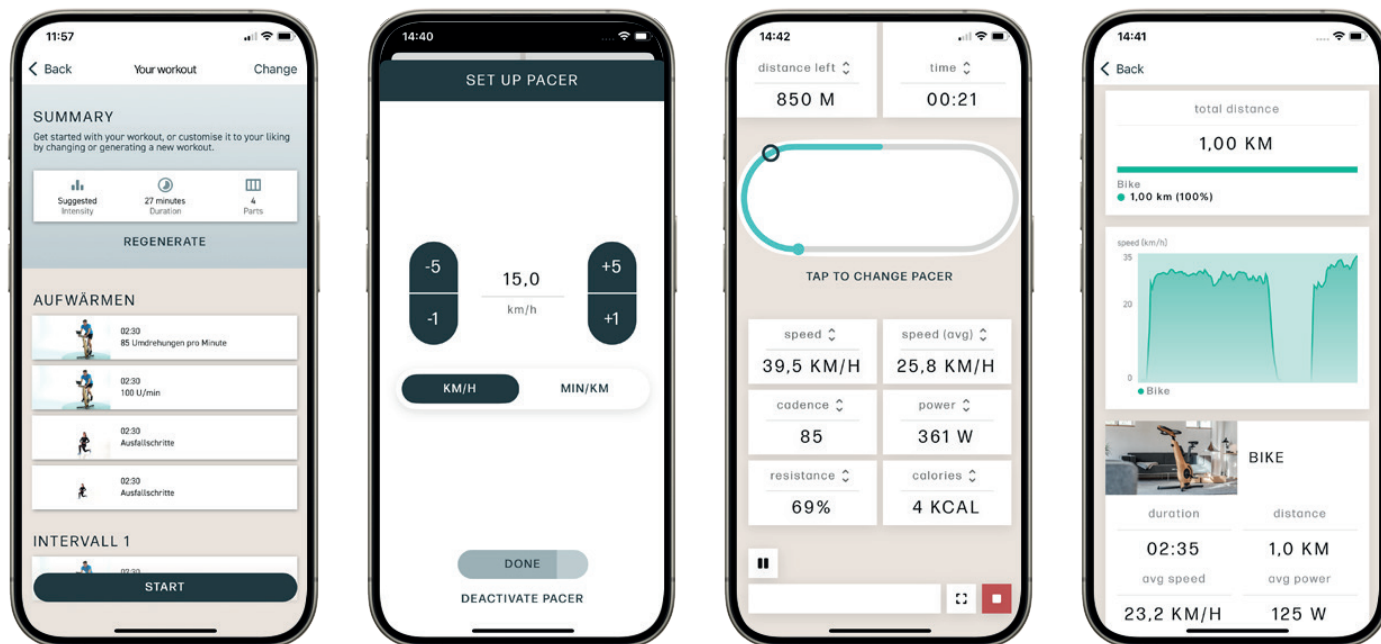 11:57
Back Your workout Change
SUMMARY
Get started with your workout, or customise it to your liking
by changing or generating a new workout.
Suggested 27 minutes 4
Intensity Duration Parts
REGENERATE
AUFWÄRMEN
02:30
85 Umdrehungen pro Minute
02:30
100 U/min
02:30
Ausfallschritte
02:30
Ausfallschritte
INTERVALL 1
02:30
START
14:40
SET UP PACER
-5 +5
15,0
km/h
-1 +1
KM/H MIN/KM
DONE
DEACTIVATE PACER
14:42
distance left time
850 M 00:21
TAP TO CHANGE PACER
speed speed (avg)
39,5 KM/H 25,8 KM/H
cadence power
85 361 W
resistance calories
69% 4 KCAL
14:41
Back
total distance
1,00 KM
Bike
1,00 km (100%)
speed (km/h)
35
20
0
Bike
BIKE
duration distance
02:35 1,0 KM
avg speed avg power
23,2 KM/H 125 W